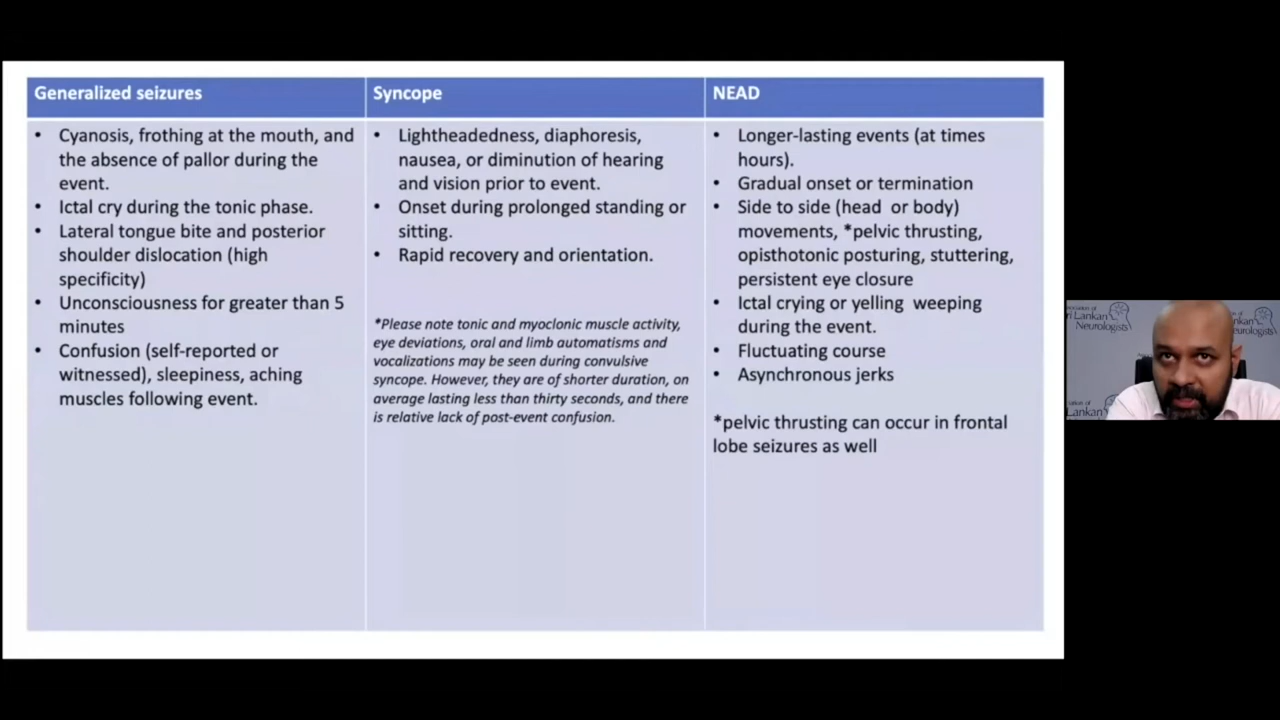 Generalized seizures
• Cyanosis, frothing at the mouth, and
the absence of pallor during the
event.
• Ictal cry during the tonic phase.
• Lateral tongue bite and posterior
shoulder dislocation (high
specificity)
• Unconsciousness for greater than 5
minutes
• Confusion (self-reported or
witnessed), sleepiness, aching
muscles following event.
Syncope
• Lightheadedness, diaphoresis,
nausea, or diminution of hearing
and vision prior to event.
• Onset during prolonged standing or
sitting.
• Rapid recovery and orientation.
*Please note tonic and myoclonic muscle activity,
eye deviations, oral and limb automatisms and
vocalizations may be seen during convulsive
syncope. However, they are of shorter duration, on
average lasting less than thirty seconds, and there
is relative lack of post-event confusion.
NEAD
• Longer-lasting events (at times
hours).
• Gradual onset or termination
• Side to side (head or body)
movements, *pelvic thrusting,
opisthotonic posturing, stuttering,
persistent eye closure
• Ictal crying or yelling weeping
during the event.
• Fluctuating course
• Asynchronous jerks
*pelvic thrusting can occur in frontal
lobe seizures as well
Lankan
Neurologists
Lankan